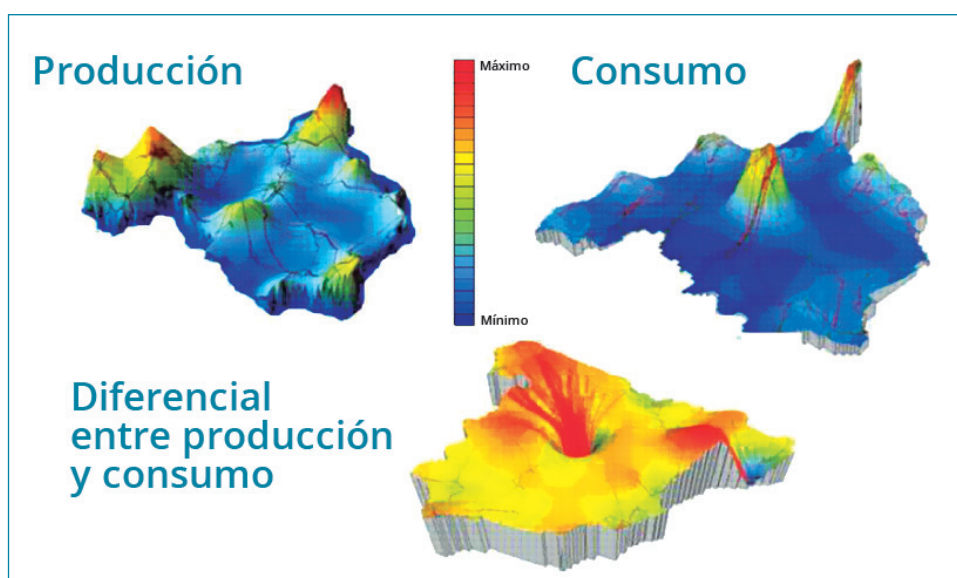 Producción
Máximo
Consumo
Mínimo
Diferencial
entre producción
y consumo